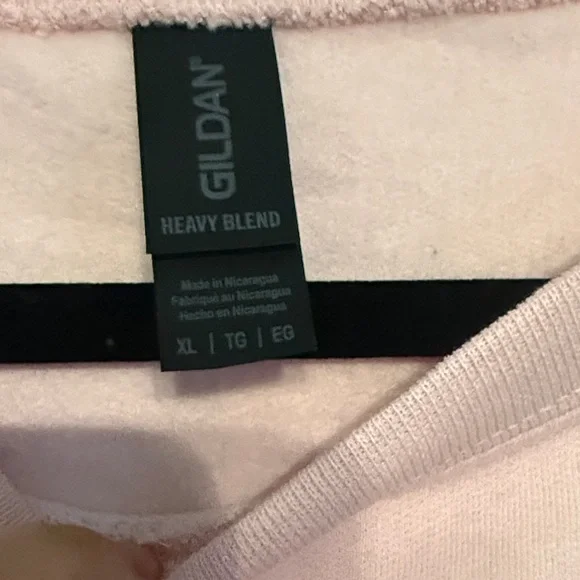 GILDAN®
HEAVY BLEND
Made in Nicaragua
Fabriqué au Nicaragua
Hecho en Nicaragua
XL | TG | EG